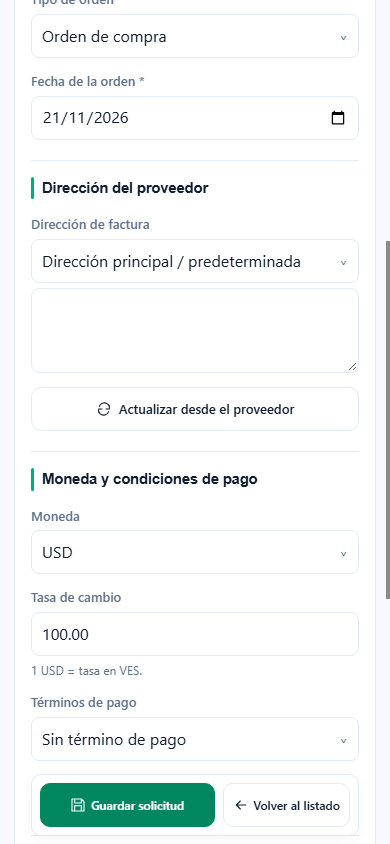 Tipo de orden
Orden de compra
Fecha de la orden *
21/11/2026
Dirección del proveedor
Dirección de factura
Dirección principal / predeterminada
Actualizar desde el proveedor
Moneda y condiciones de pago
Moneda
USD
Tasa de cambio
100.00
1 USD = tasa en VES.
Términos de pago
Sin término de pago
Guardar solicitud
Volver al listado